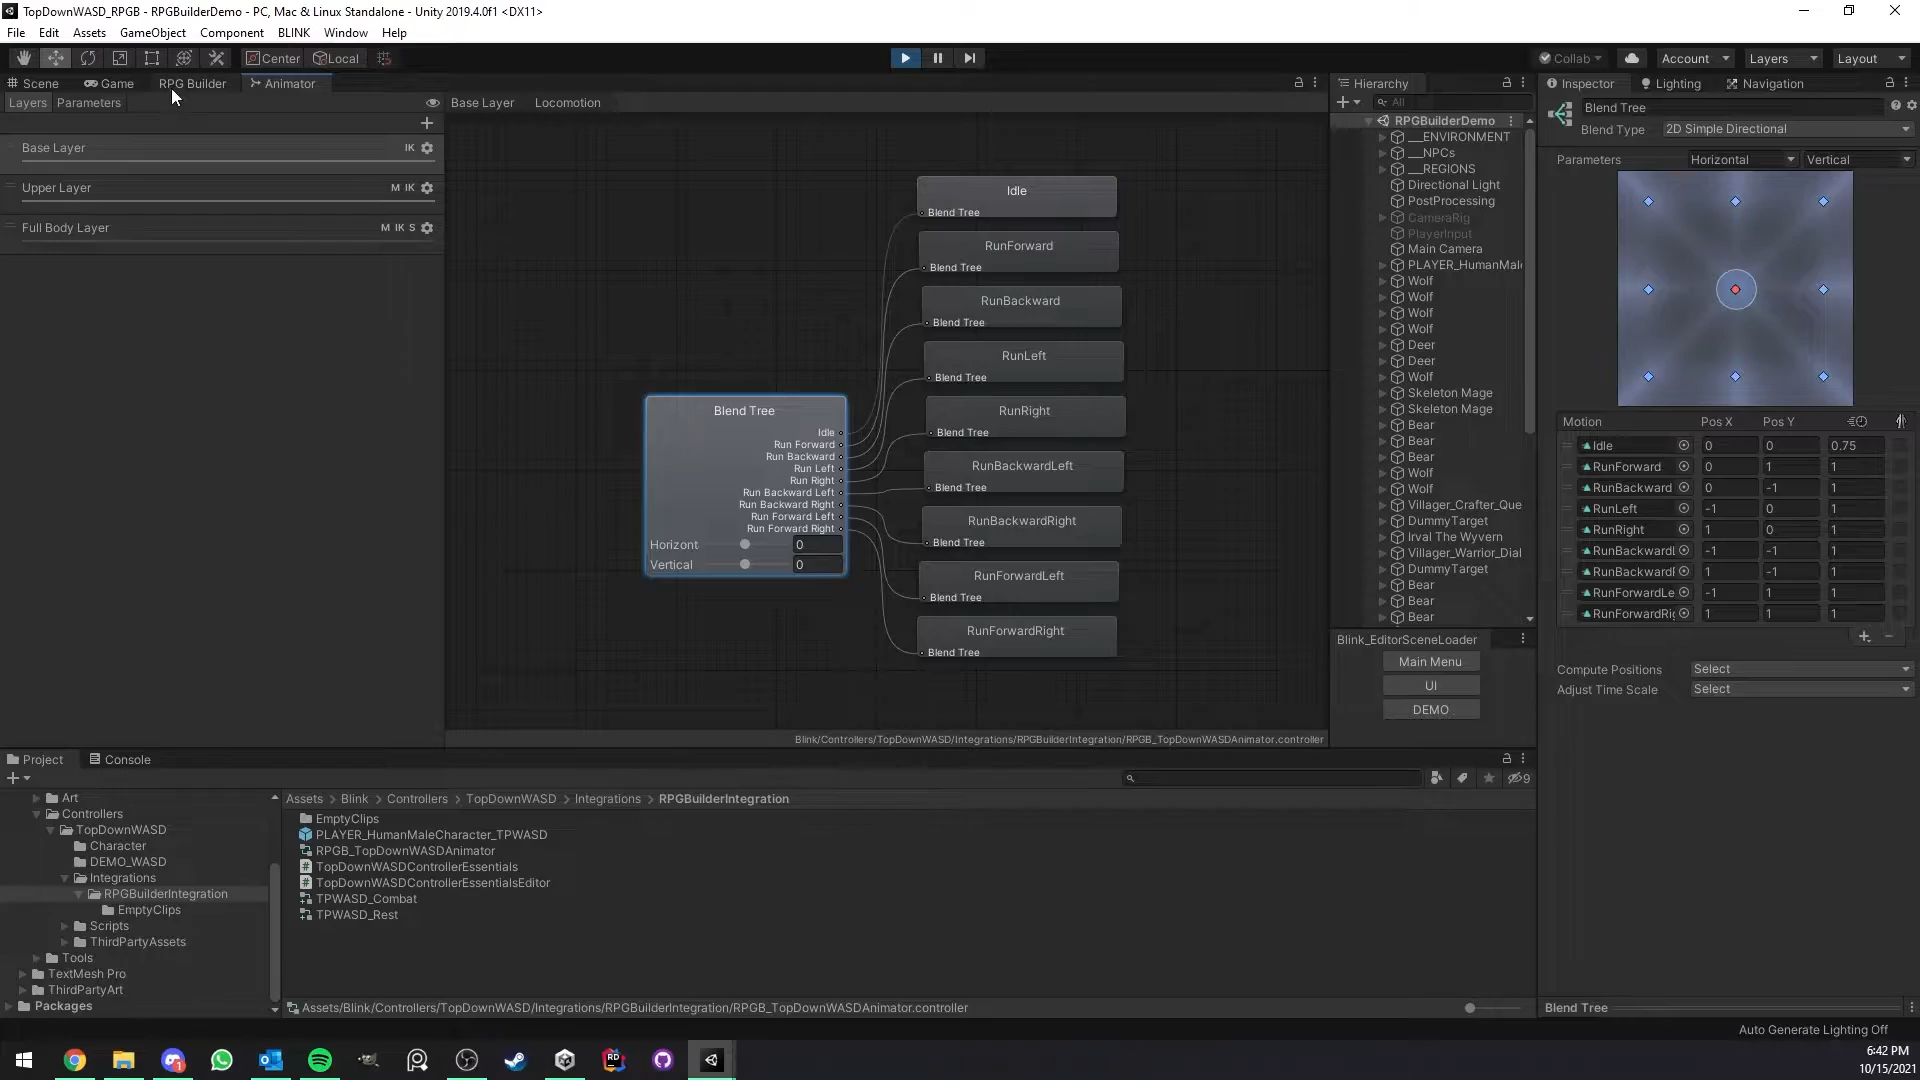 TopDownWASD_RPGB - RPGBuilderDemo - PC, Mac & Linux Standalone - Unity 2019.4.0f1 <DX11>
File Edit Assets GameObject Component BLINK Window Help
Center Local
Collab Account Layers Layout
Scene Game RPG Builder Animator
Layers Parameters
Base Layer Locomotion
Base Layer IK
Upper Layer M IK
Full Body Layer M IK S
Idle
Blend Tree
RunForward
Blend Tree
RunBackward
Blend Tree
RunLeft
Blend Tree
RunRight
Blend Tree
RunBackwardLeft
Blend Tree
RunBackwardRight
Blend Tree
RunForwardLeft
Blend Tree
RunForwardRight
Blend Tree
Blend Tree
Idle
Run Forward
Run Backward
Run Left
Run Right
Run Backward Left
Run Backward Right
Run Forward Left
Run Forward Right
Horizont 0
Vertical 0
Blink/Controllers/TopDownWASD/Integrations/RPGBuilderIntegration/RPGB_TopDownWASDAnimator.controller
Hierarchy
All
RPGBuilderDemo
__ENVIRONMENT
__NPCs
__REGIONS
Directional Light
PostProcessing
CameraRig
PlayerInput
Main Camera
PLAYER_HumanMal
Wolf
Wolf
Wolf
Wolf
Deer
Deer
Wolf
Skeleton Mage
Skeleton Mage
Bear
Bear
Bear
Wolf
Wolf
Villager_Crafter_Que
DummyTarget
Irval The Wyvern
Villager_Warrior_Dial
DummyTarget
Bear
Bear
Bear
Blink_EditorSceneLoader
Main Menu
UI
DEMO
Inspector Lighting Navigation
Blend Tree
Blend Type 2D Simple Directional
Parameters Horizontal Vertical
Motion Pos X Pos Y
Idle 0 0 0.75
RunForward 0 1 1
RunBackward 0 -1 1
RunLeft -1 0 1
RunRight 1 0 1
RunBackwardL -1 -1 1
RunBackwardF 1 -1 1
RunForwardLe -1 1 1
RunForwardRig 1 1 1
Compute Positions Select
Adjust Time Scale Select
Project Console
9
Art
Controllers
TopDownWASD
Character
DEMO_WASD
Integrations
RPGBuilderIntegration
EmptyClips
Scripts
ThirdPartyAssets
Tools
TextMesh Pro
ThirdPartyArt
Packages
Assets > Blink > Controllers > TopDownWASD > Integrations > RPGBuilderIntegration
EmptyClips
PLAYER_HumanMaleCharacter_TPWASD
RPGB_TopDownWASDAnimator
TopDownWASDControllerEssentials
TopDownWASDControllerEssentialsEditor
TPWASD_Combat
TPWASD_Rest
Assets/Blink/Controllers/TopDownWASD/Integrations/RPGBuilderIntegration/RPGB_TopDownWASDAnimator.controller
Blend Tree
Auto Generate Lighting Off
6:42 PM
10/15/2021